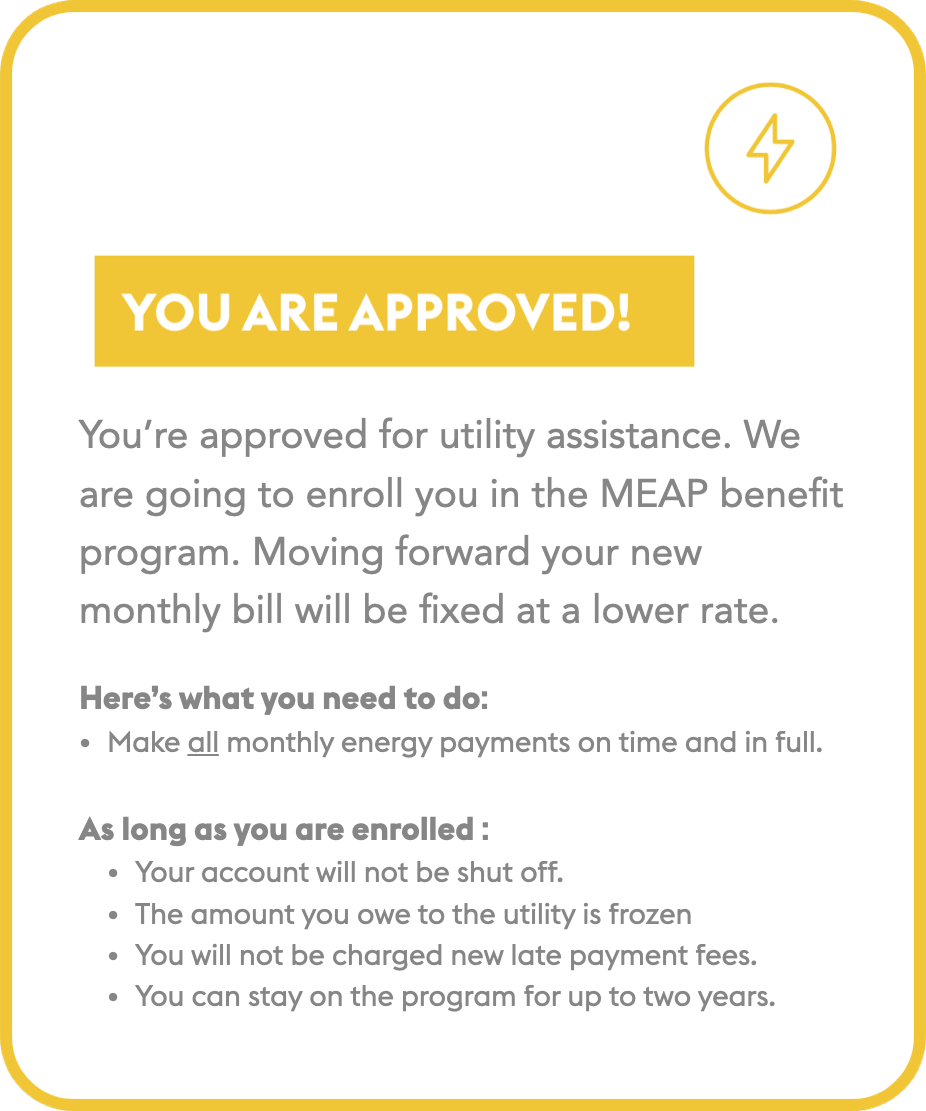 YOU ARE APPROVED!
You’re approved for utility assistance. We
are going to enroll you in the MEAP benefit
program. Moving forward your new
monthly bill will be fixed at a lower rate.
Here’s what you need to do:
• Make all monthly energy payments on time and in full.
As long as you are enrolled :
• Your account will not be shut off.
• The amount you owe to the utility is frozen
• You will not be charged new late payment fees.
• You can stay on the program for up to two years.